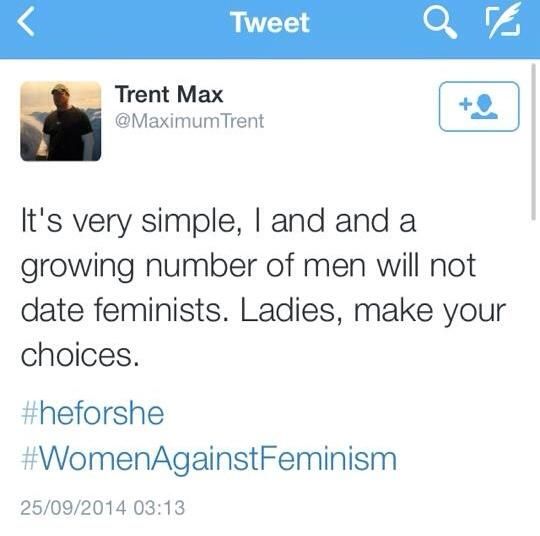 Tweet
Trent Max
@MaximumTrent
It's very simple, I and and a
growing number of men will not
date feminists. Ladies, make your
choices.
#heforshe
#WomenAgainstFeminism
25/09/2014 03:13